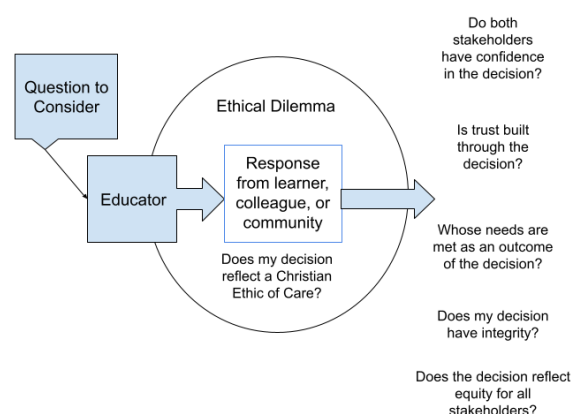 Question to
Consider
Educator
Ethical Dilemma
Response
from learner,
colleague, or
community
Does my decision
reflect a Christian
Ethic of Care?
Do both
stakeholders
have confidence
in the decision?
Is trust built
through the
decision?
Whose needs are
met as an outcome
of the decision?
Does my decision
have integrity?
Does the decision reflect
equity for all
stakeholders?